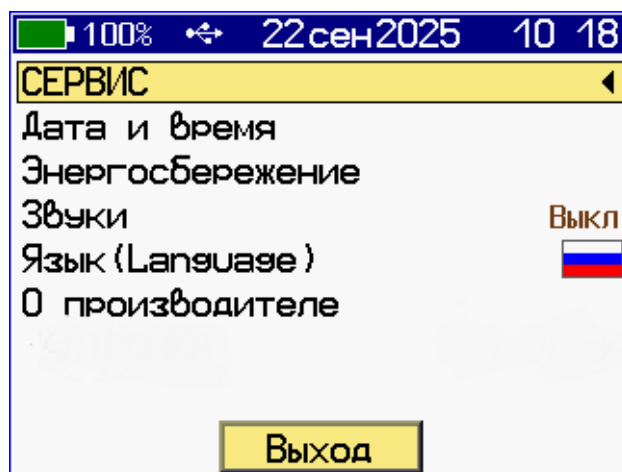 100% 22сен2025 10 18
СЕРВИС
Дата и время
Энергосбережение
Звуки Выкл
Язык(Language)
О производителе
Выход